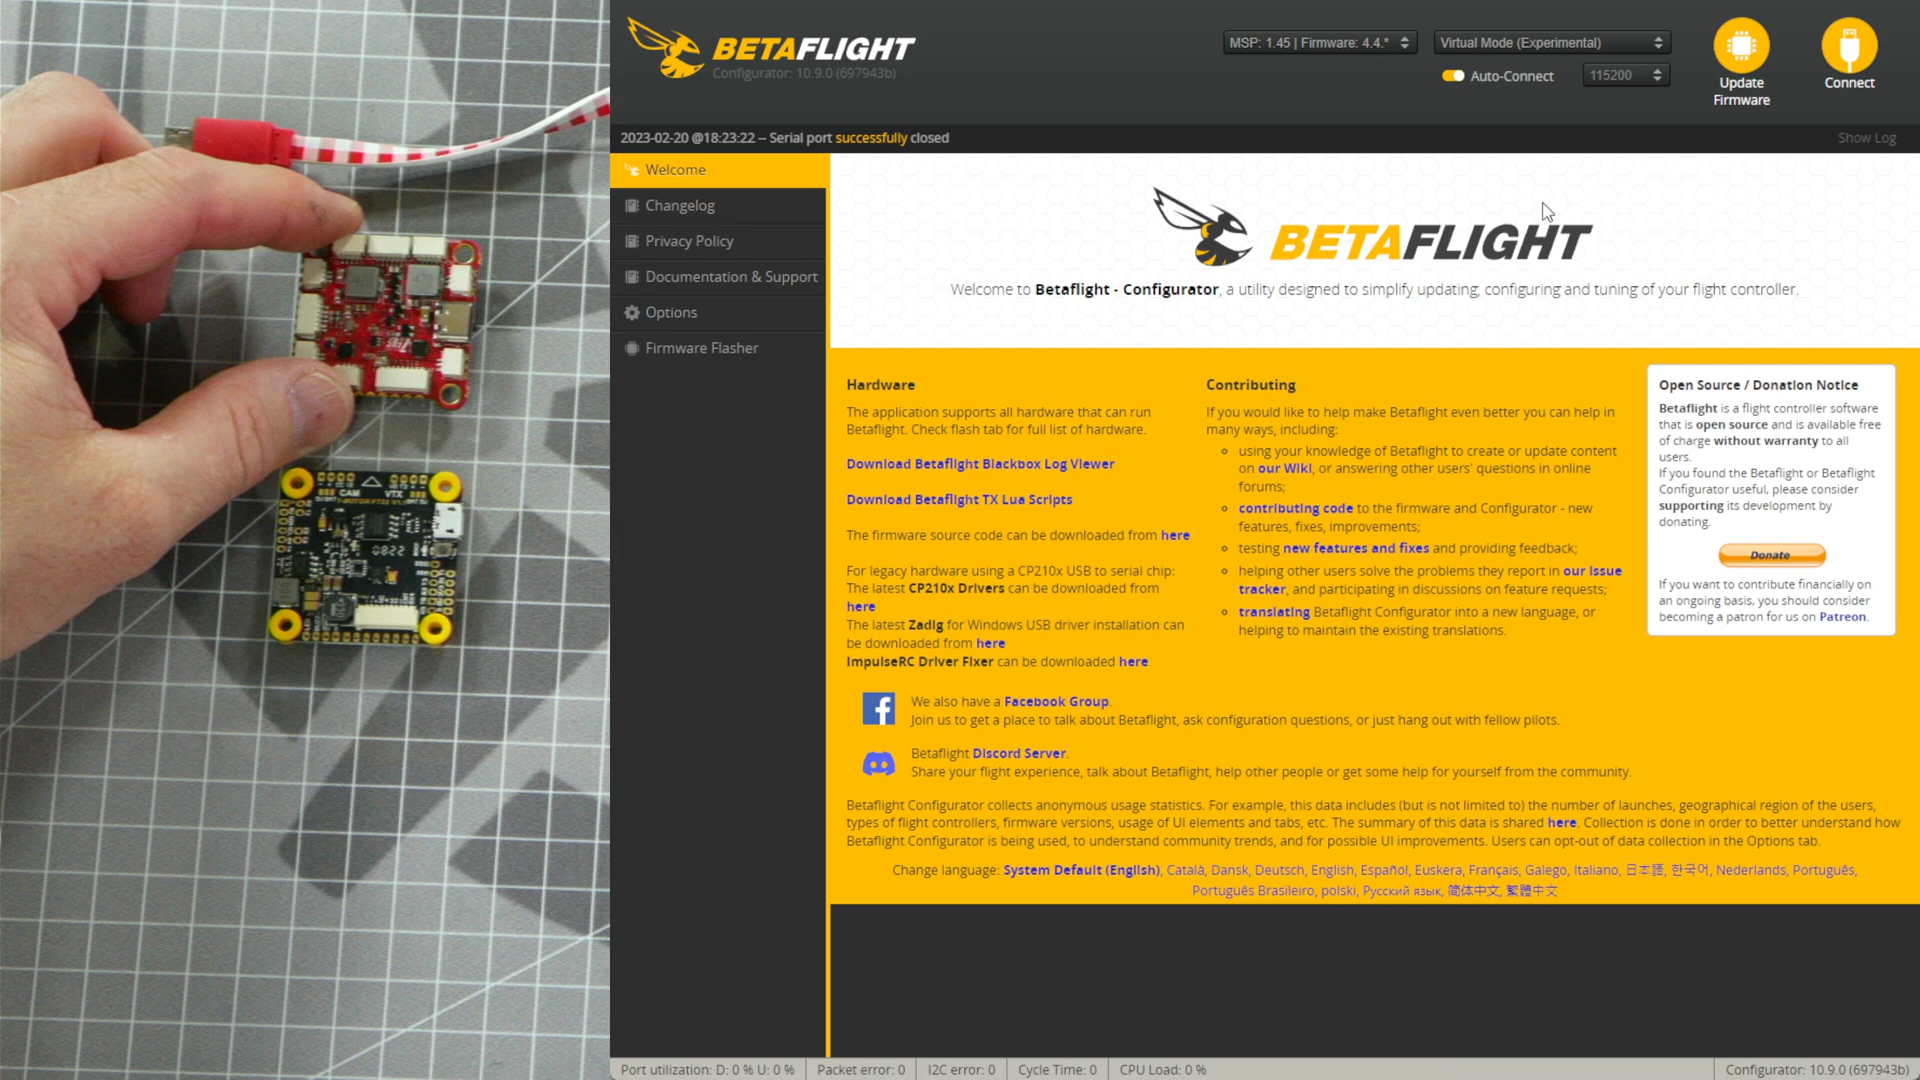 BETAFLIGHT
Configurator: 10.9.0 (697943b)
MSP: 1.45 | Firmware: 4.4.*
Virtual Mode (Experimental)
Auto-Connect
115200
Update
Firmware
Connect
2023-02-20 @18:23:22 -- Serial port successfully closed
Show Log
Welcome
Changelog
Privacy Policy
Documentation & Support
Options
Firmware Flasher
BETAFLIGHT
Welcome to Betaflight - Configurator, a utility designed to simplify updating, configuring and tuning of your flight controller.
Hardware
The application supports all hardware that can run
Betaflight. Check flash tab for full list of hardware.
Download Betaflight Blackbox Log Viewer
Download Betaflight TX Lua Scripts
The firmware source code can be downloaded from here
For legacy hardware using a CP210x USB to serial chip:
The latest CP210x Drivers can be downloaded from
here
The latest Zadig for Windows USB driver installation can
be downloaded from here
ImpulseRC Driver Fixer can be downloaded here
Contributing
If you would like to help make Betaflight even better you can help in
many ways, including:
using your knowledge of Betaflight to create or update content
on our Wiki, or answering other users' questions in online
forums;
contributing code to the firmware and Configurator - new
features, fixes, improvements;
testing new features and fixes and providing feedback;
helping other users solve the problems they report in our issue
tracker, and participating in discussions on feature requests;
translating Betaflight Configurator into a new language, or
helping to maintain the existing translations.
Open Source / Donation Notice
Betaflight is a flight controller software
that is open source and is available free
of charge without warranty to all
users.
If you found the Betaflight or Betaflight
Configurator useful, please consider
supporting its development by
donating.
Donate
If you want to contribute financially on
an ongoing basis, you should consider
becoming a patron for us on Patreon.
We also have a Facebook Group.
Join us to get a place to talk about Betaflight, ask configuration questions, or just hang out with fellow pilots.
Betaflight Discord Server.
Share your flight experience, talk about Betaflight, help other people or get some help for yourself from the community.
Betaflight Configurator collects anonymous usage statistics. For example, this data includes (but is not limited to) the number of launches, geographical region of the users,
types of flight controllers, firmware versions, usage of UI elements and tabs, etc. The summary of this data is shared here. Collection is done in order to better understand how
Betaflight Configurator is being used, to understand community trends, and for possible UI improvements. Users can opt-out of data collection in the Options tab.
Change language: System Default (English), Català, Dansk, Deutsch, English, Español, Euskera, Français, Galego, Italiano, 日本語, 한국어, Nederlands, Português,
Português Brasileiro, polski, Русский язык, 简体中文, 繁體中文
Port utilization: D: 0 % U: 0 %
Packet error: 0
I2C error: 0
Cycle Time: 0
CPU Load: 0 %
Configurator: 10.9.0 (697943b)
CAM
VTX
0822